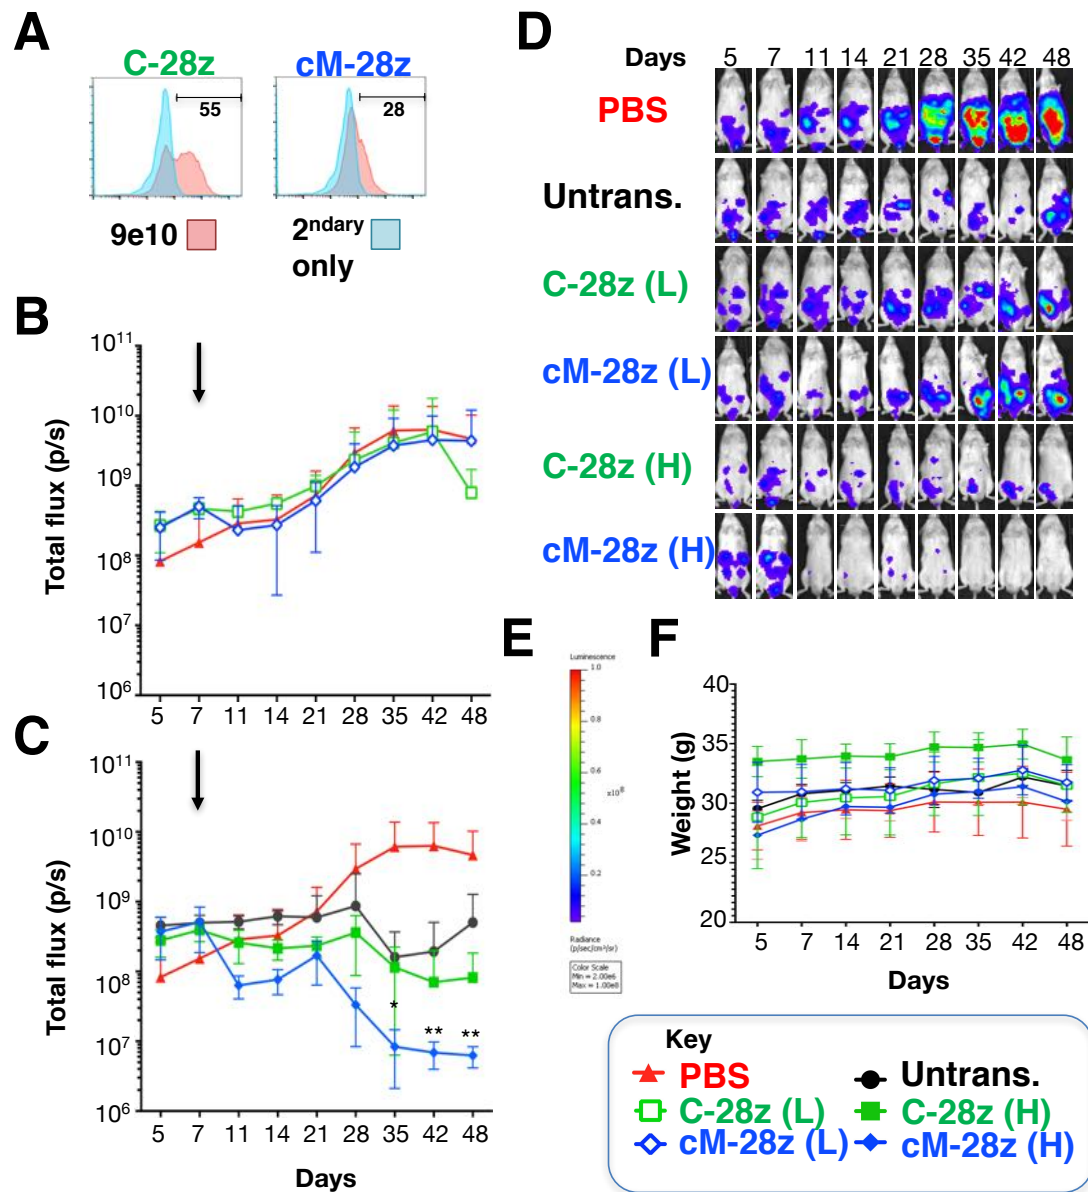 A
C-28z
cM-28z
55
28
9e10
2ndary only
B
Total flux (p/s)
10^11
10^10
10^9
10^8
10^7
10^6
5 7 11 14 21 28 35 42 48
C
Total flux (p/s)
10^11
10^10
10^9
10^8
10^7
10^6
*
**
**
5 7 11 14 21 28 35 42 48
Days
D
Days 5 7 11 14 21 28 35 42 48
PBS
Untrans.
C-28z (L)
cM-28z (L)
C-28z (H)
cM-28z (H)
E
Luminescence
1.0
0.8
0.6
x10^8
0.4
0.2
Radiance
(p/sec/cm²/sr)
Color Scale
Min = 2.00e6
Max = 1.00e8
F
Weight (g)
40
35
30
25
20
5 7 14 21 28 35 42 48
Days
Key
PBS
Untrans.
C-28z (L)
C-28z (H)
cM-28z (L)
cM-28z (H)